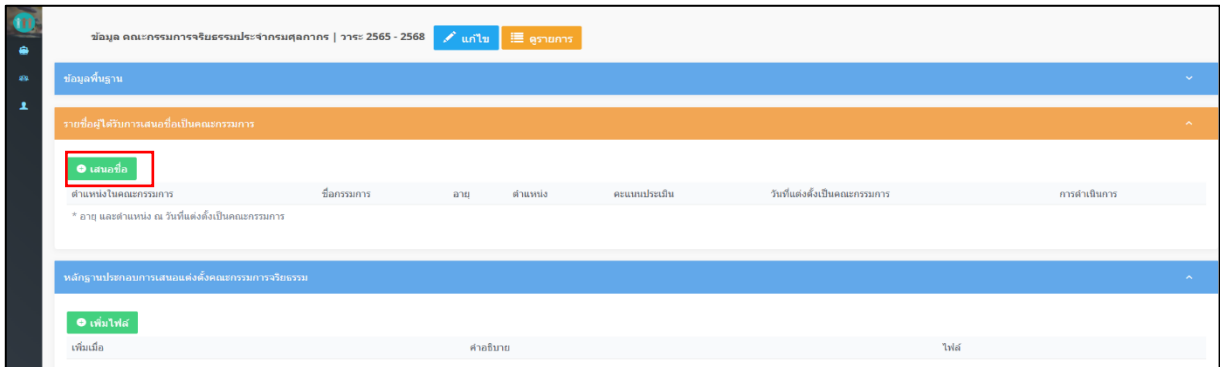 ข้อมูล คณะกรรมการจริยธรรมประจำกรมศุลกากร | วาระ 2565 - 2568 แก้ไข ดูรายการ
ข้อมูลพื้นฐาน
รายชื่อผู้ได้รับการเสนอชื่อเป็นคณะกรรมการ
เสนอชื่อ
ตำแหน่งในคณะกรรมการ ชื่อกรรมการ อายุ ตำแหน่ง คะแนนประเมิน วันที่แต่งตั้งเป็นคณะกรรมการ การดำเนินการ
* อายุ และตำแหน่ง ณ วันที่แต่งตั้งเป็นคณะกรรมการ
หลักฐานประกอบการเสนอแต่งตั้งคณะกรรมการจริยธรรม
เพิ่มไฟล์
เพิ่มเมื่อ คำอธิบาย ไฟล์